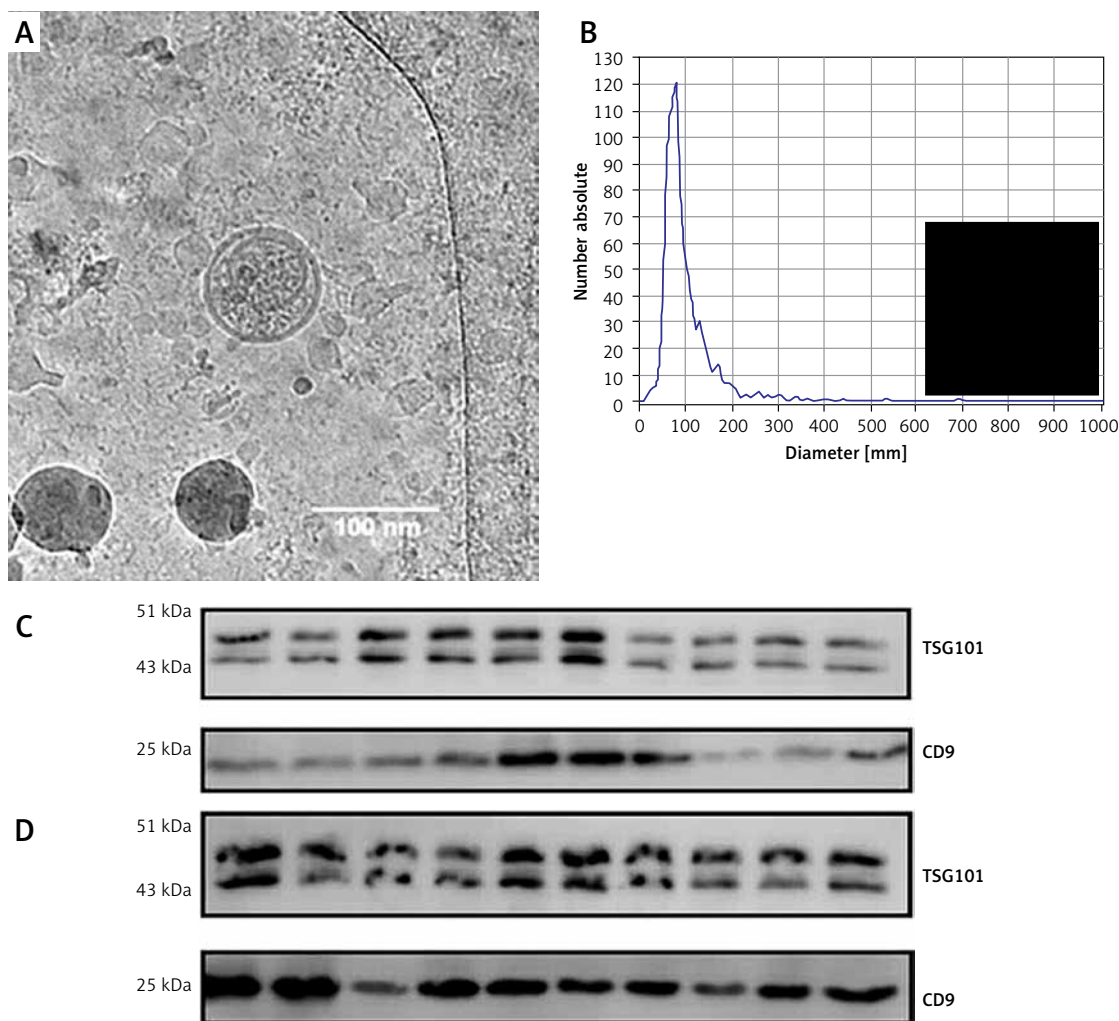 A
100 nm
B
130
120
110
100
90
80
70
60
50
40
30
20
10
0
Number absolute
0 100 200 300 400 500 600 700 800 900 1000
Diameter [mm]
C
51 kDa
43 kDa
TSG101
25 kDa
CD9
D
51 kDa
43 kDa
TSG101
25 kDa
CD9